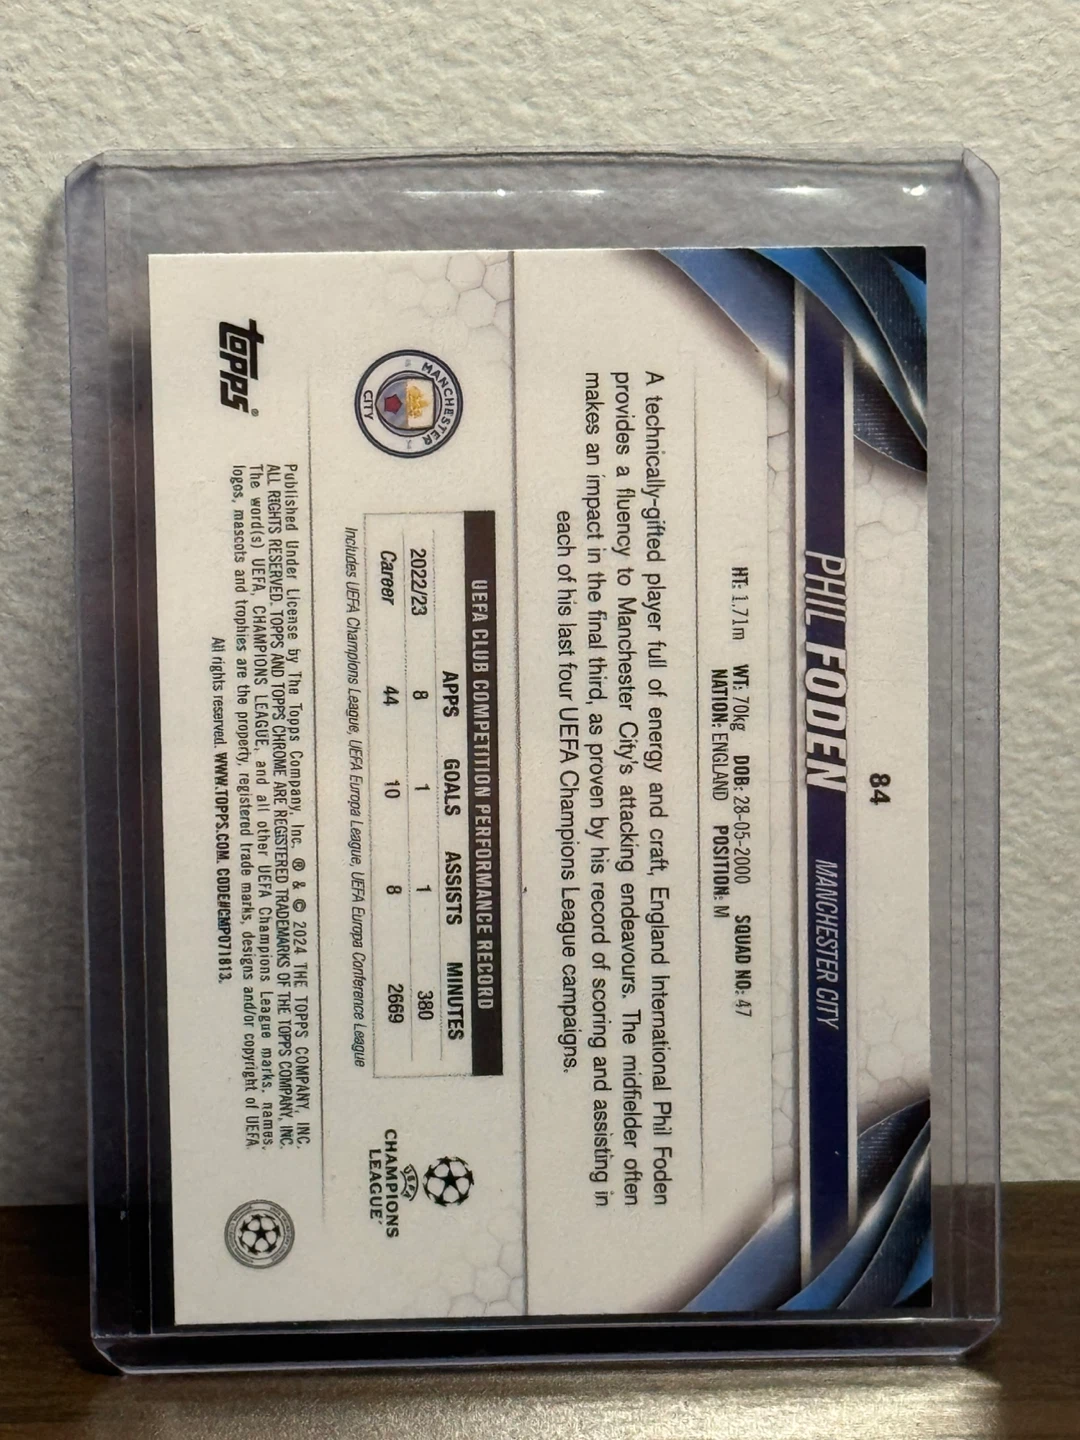 84
PHIL FODEN MANCHESTER CITY
HT: 1.71m WT: 70kg DOB: 28-05-2000 SQUAD NO: 47
NATION: ENGLAND POSITION: M
A technically-gifted player full of energy and craft, England International Phil Foden
provides a fluency to Manchester City's attacking endeavours. The midfielder often
makes an impact in the final third, as proven by his record of scoring and assisting in
each of his last four UEFA Champions League campaigns.
MANCHESTER
CITY
UEFA CLUB COMPETITION PERFORMANCE RECORD
APPS GOALS ASSISTS MINUTES
2022/23 8 1 1 380
Career 44 10 8 2669
Includes UEFA Champions League, UEFA Europa League, UEFA Europa Conference League
UEFA
CHAMPIONS
LEAGUE
topps®
Published Under License by The Topps Company, Inc. ® & © 2024 THE TOPPS COMPANY, INC.
ALL RIGHTS RESERVED. TOPPS AND TOPPS CHROME ARE REGISTERED TRADEMARKS OF THE TOPPS COMPANY, INC.
The word(s) UEFA, CHAMPIONS LEAGUE, and all other UEFA Champions League marks, names,
logos, mascots and trophies are the property, registered trade marks, designs and/or copyright of UEFA.
All rights reserved. WWW.TOPPS.COM. CODE#CMP071813.